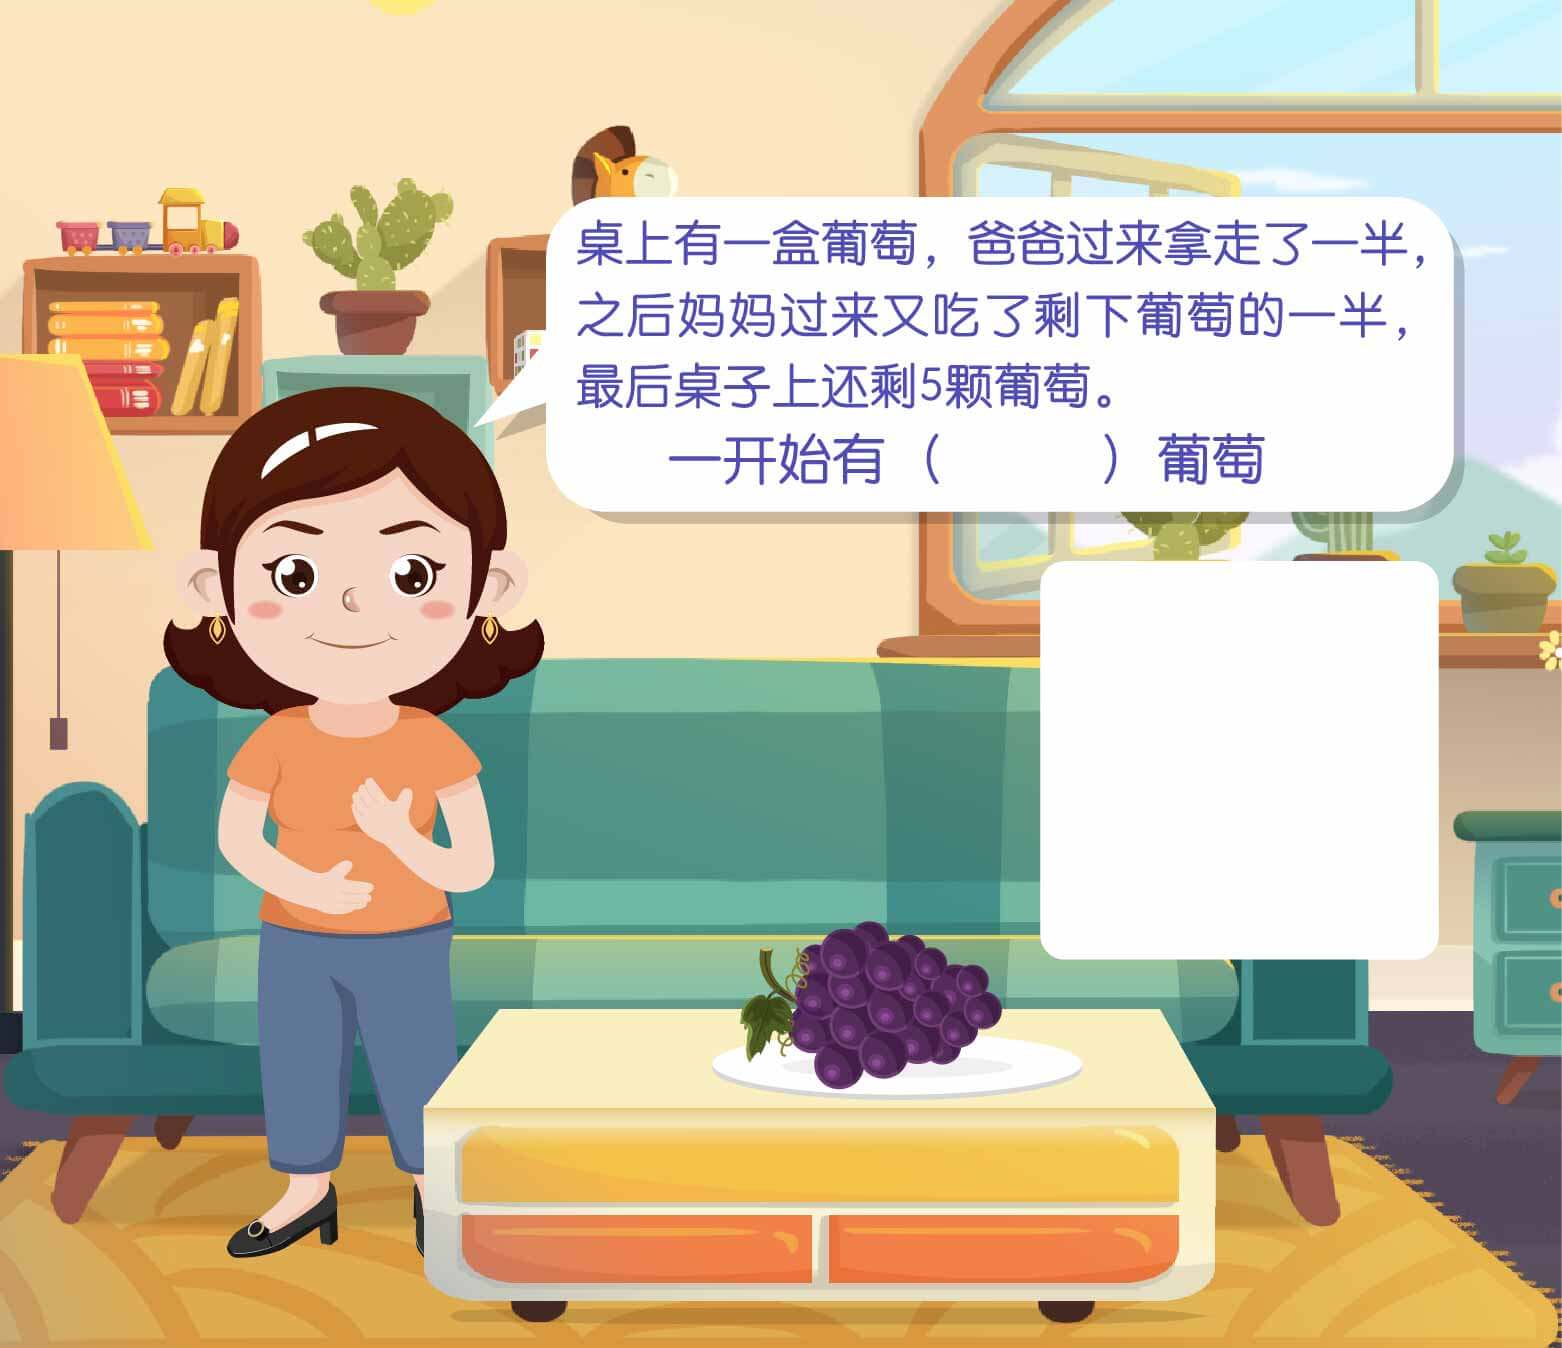 桌上有一盒葡萄，爸爸过来拿走了一半，
之后妈妈过来又吃了剩下葡萄的一半，
最后桌子上还剩5颗葡萄。
一开始有（　　　）葡萄